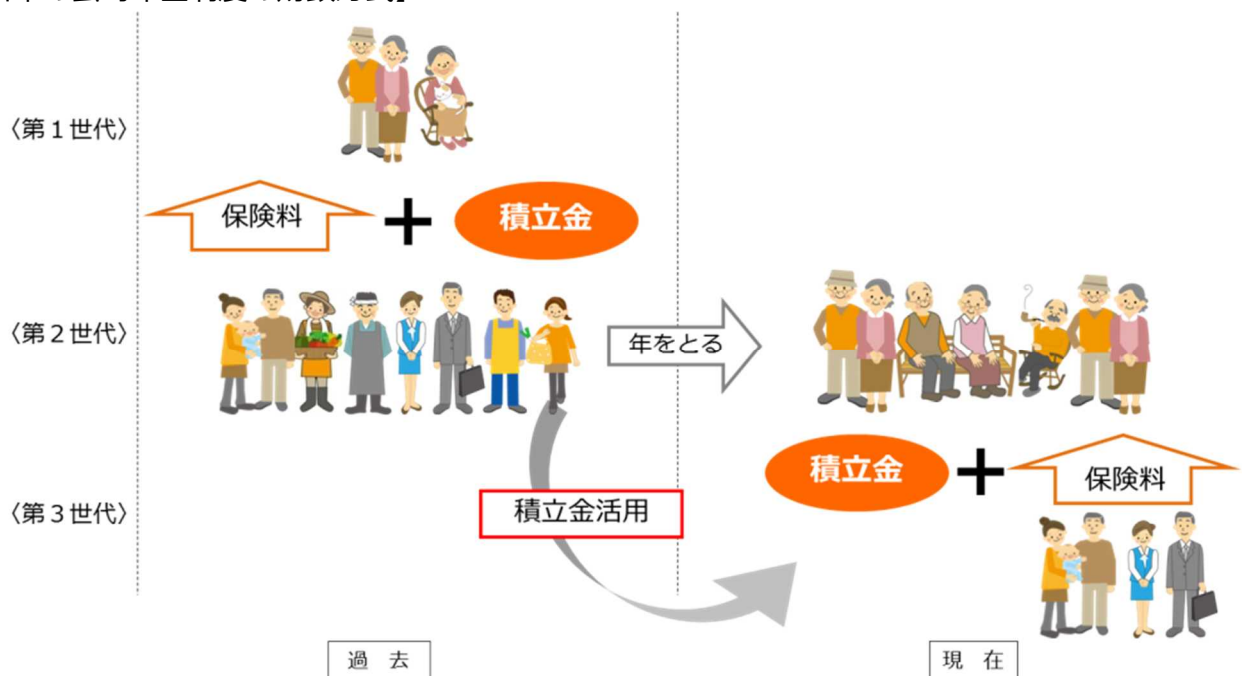 〈第１世代〉
保険料
積立金
〈第２世代〉
年をとる
積立金
保険料
〈第３世代〉
積立金活用
過 去
現 在